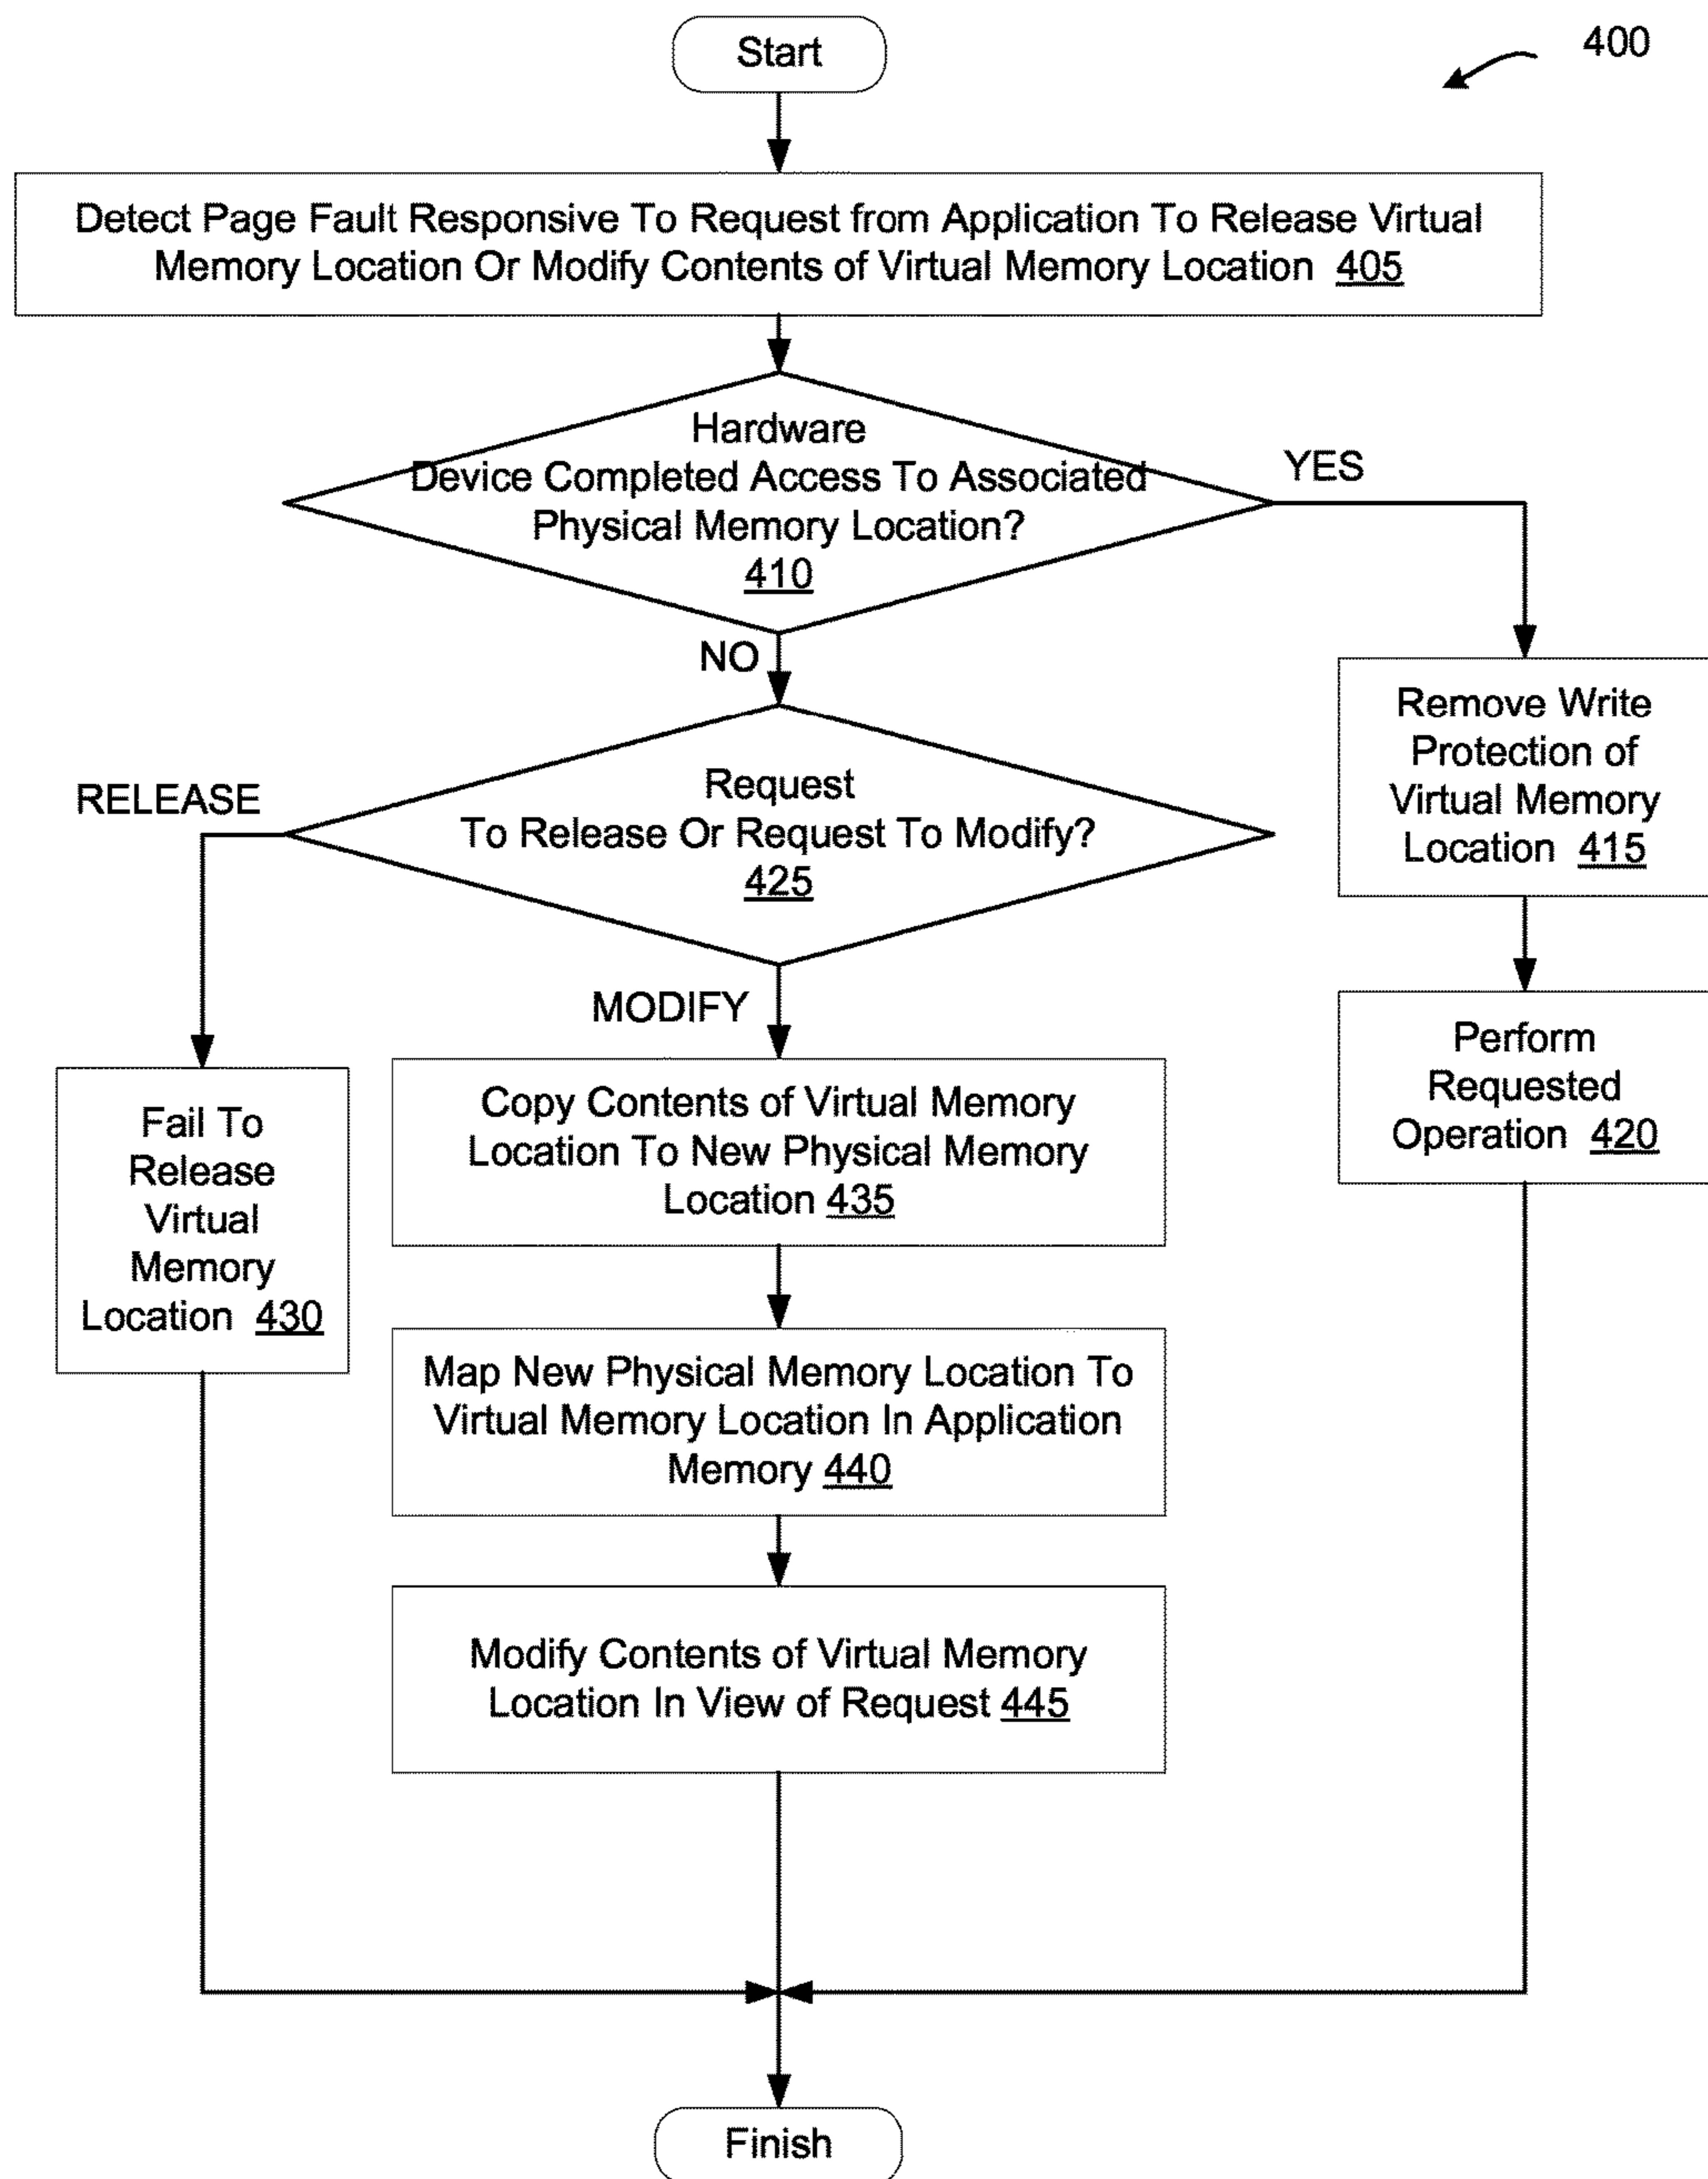 Start
400
Detect Page Fault Responsive To Request from Application To Release Virtual
Memory Location Or Modify Contents of Virtual Memory Location 405
Hardware
Device Completed Access To Associated
Physical Memory Location?
410
YES
NO
Remove Write
Protection of
Virtual Memory
Location 415
Request
To Release Or Request To Modify?
425
RELEASE
MODIFY
Perform
Requested
Operation 420
Fail To
Release
Virtual
Memory
Location 430
Copy Contents of Virtual Memory
Location To New Physical Memory
Location 435
Map New Physical Memory Location To
Virtual Memory Location In Application
Memory 440
Modify Contents of Virtual Memory
Location In View of Request 445
Finish